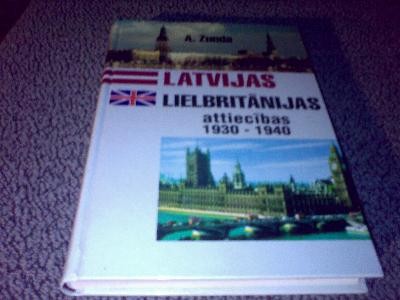 A. Zunda
LATVIJAS
LIELBRITĀNIJAS
attiecības
1930 - 1940